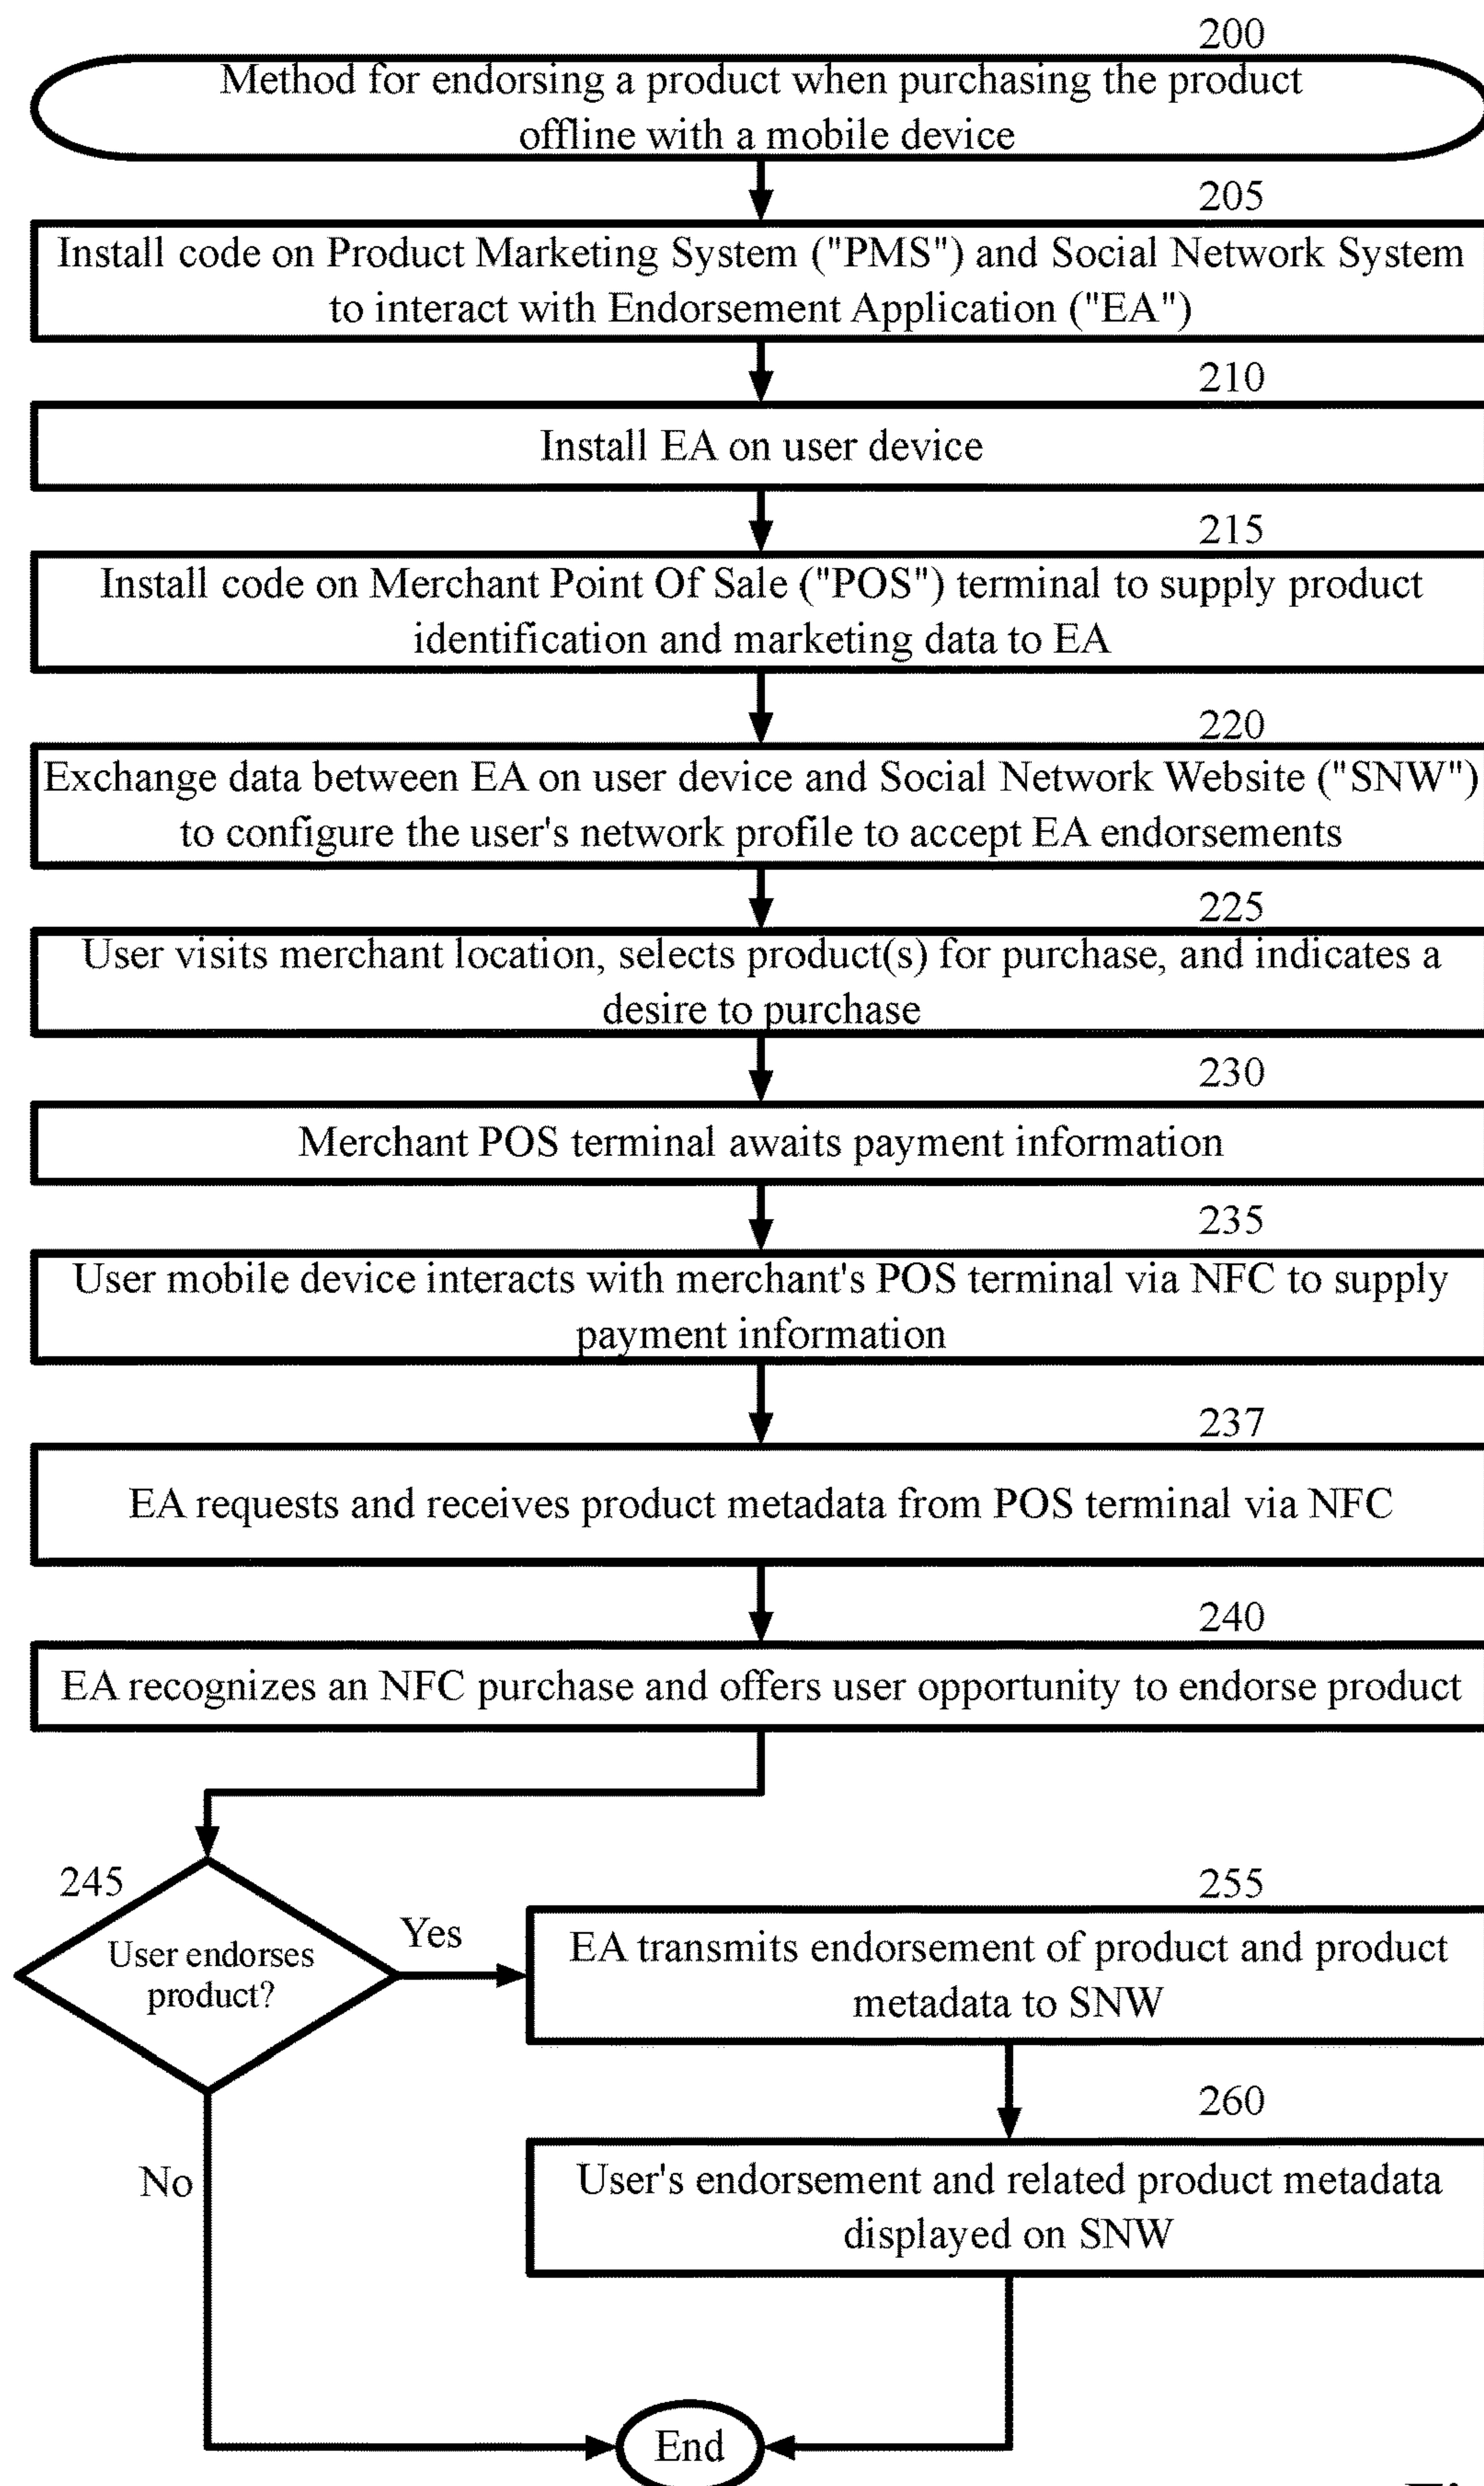 200
Method for endorsing a product when purchasing the product
offline with a mobile device
205
Install code on Product Marketing System ("PMS") and Social Network System
to interact with Endorsement Application ("EA")
210
Install EA on user device
215
Install code on Merchant Point Of Sale ("POS") terminal to supply product
identification and marketing data to EA
220
Exchange data between EA on user device and Social Network Website ("SNW")
to configure the user's network profile to accept EA endorsements
225
User visits merchant location, selects product(s) for purchase, and indicates a
desire to purchase
230
Merchant POS terminal awaits payment information
235
User mobile device interacts with merchant's POS terminal via NFC to supply
payment information
237
EA requests and receives product metadata from POS terminal via NFC
240
EA recognizes an NFC purchase and offers user opportunity to endorse product
245
User endorses
product?
Yes
255
EA transmits endorsement of product and product
metadata to SNW
260
User's endorsement and related product metadata
displayed on SNW
No
End